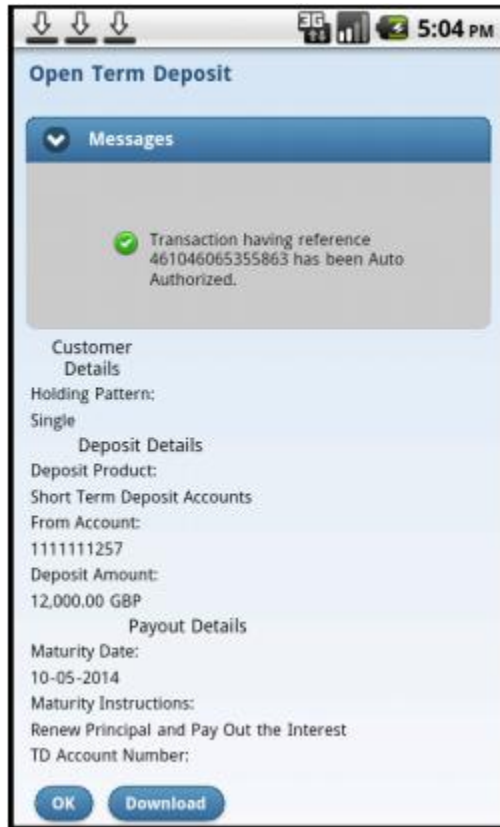 3G 5:04 PM
Open Term Deposit
Messages
Transaction having reference
461046065355863 has been Auto
Authorized.
Customer
Details
Holding Pattern:
Single
Deposit Details
Deposit Product:
Short Term Deposit Accounts
From Account:
1111111257
Deposit Amount:
12,000.00 GBP
Payout Details
Maturity Date:
10-05-2014
Maturity Instructions:
Renew Principal and Pay Out the Interest
TD Account Number:
OK Download